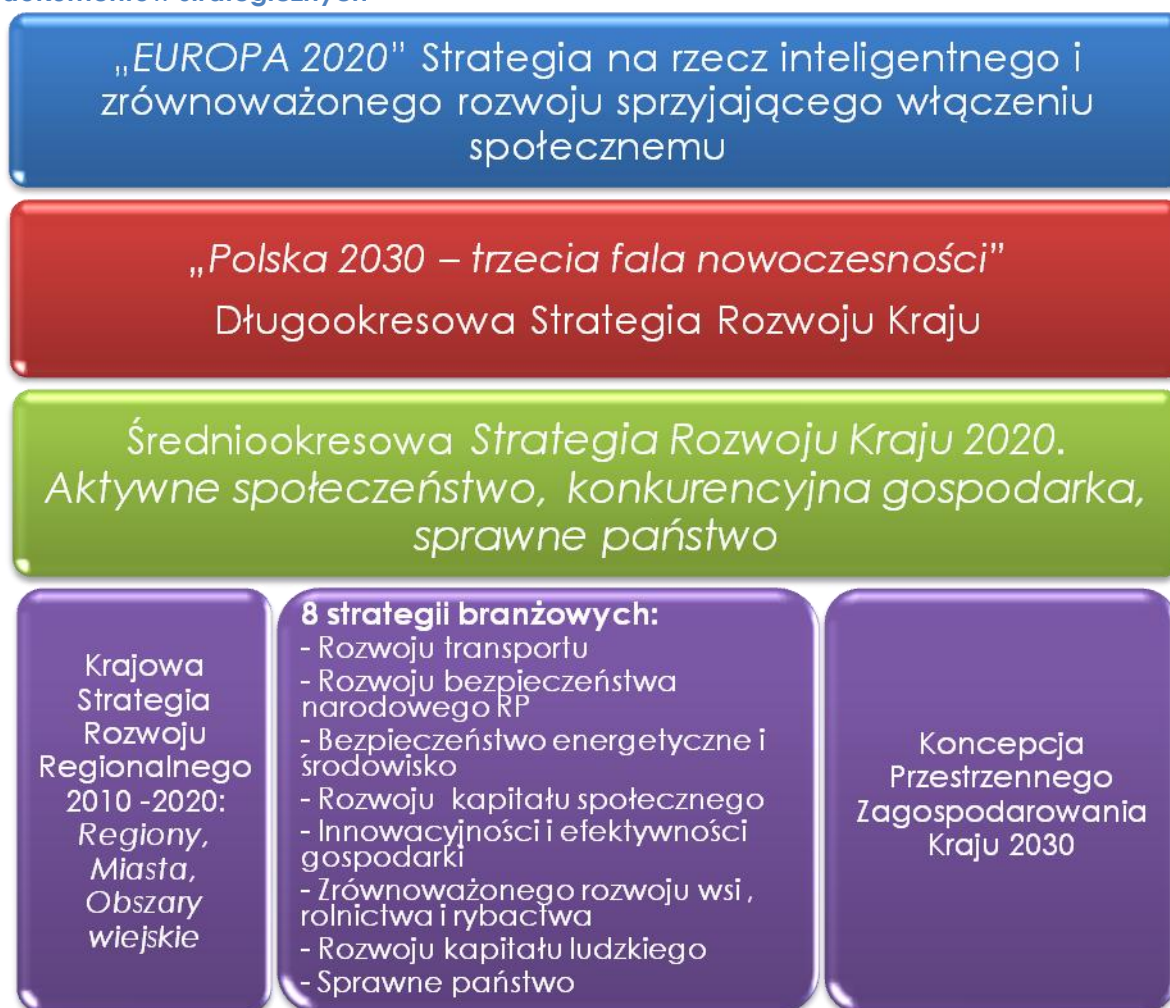 dokumentów strategicznych
„EUROPA 2020” Strategia na rzecz inteligentnego i
zrównoważonego rozwoju sprzyjającego włączeniu
społecznemu
„Polska 2030 – trzecia fala nowoczesności”
Długookresowa Strategia Rozwoju Kraju
Średniookresowa Strategia Rozwoju Kraju 2020.
Aktywne społeczeństwo, konkurencyjna gospodarka,
sprawne państwo
Krajowa
Strategia
Rozwoju
Regionalnego
2010 -2020:
Regiony,
Miasta,
Obszary
wiejskie
8 strategii branżowych:
- Rozwoju transportu
- Rozwoju bezpieczeństwa
narodowego RP
- Bezpieczeństwo energetyczne i
środowisko
- Rozwoju kapitału społecznego
- Innowacyjności i efektywności
gospodarki
- Zrównoważonego rozwoju wsi ,
rolnictwa i rybactwa
- Rozwoju kapitału ludzkiego
- Sprawne państwo
Koncepcja
Przestrzennego
Zagospodarowania
Kraju 2030